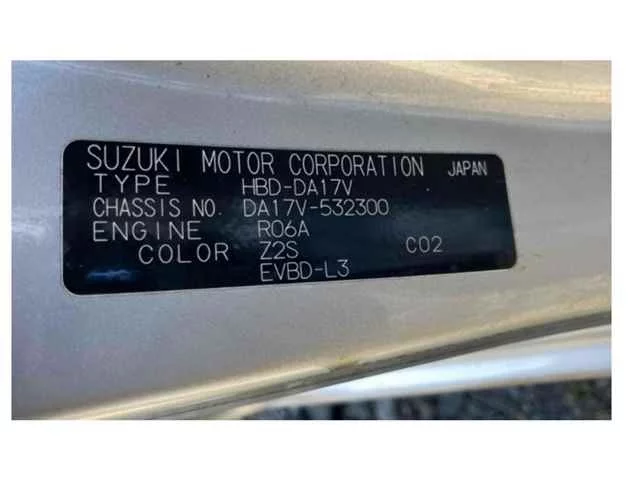 SUZUKI MOTOR CORPORATION JAPAN
TYPE HBD-DA17V
CHASSIS NO. DA17V-532300
ENGINE R06A
COLOR Z2S C02
EVBD-L3